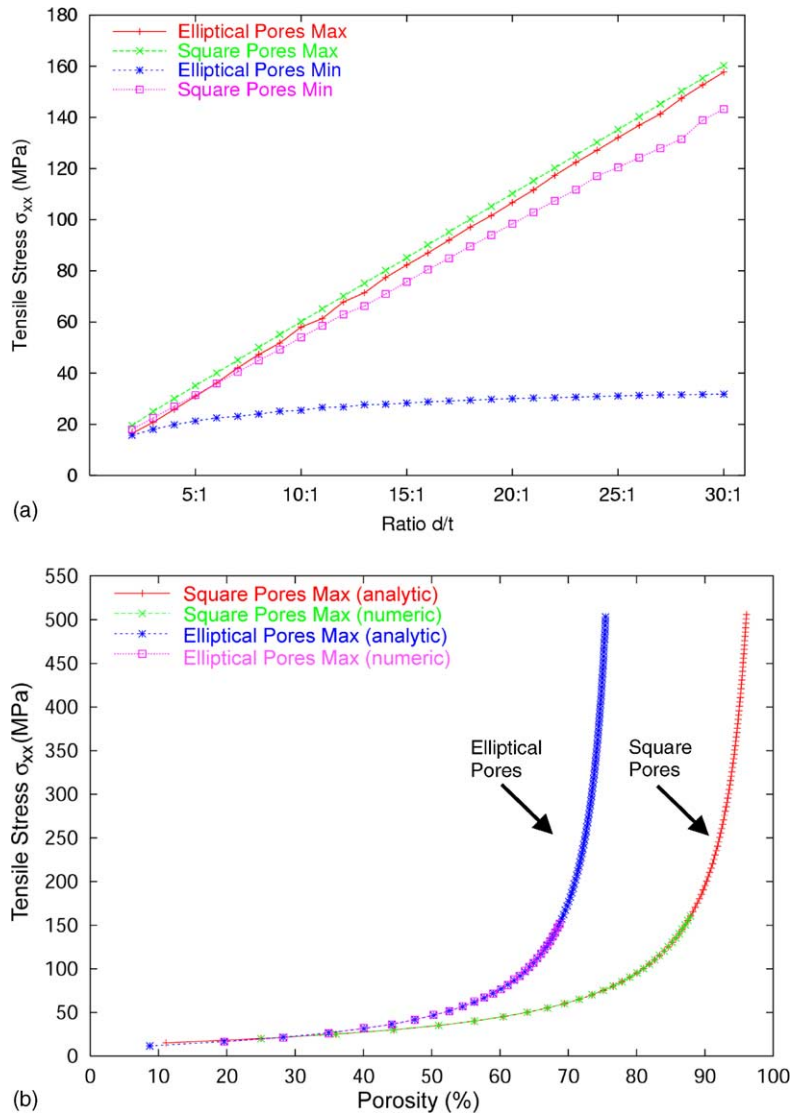 180
160
140
120
100
80
60
40
20
0
Tensile Stress σxx (MPa)
Elliptical Pores Max
Square Pores Max
Elliptical Pores Min
Square Pores Min
5:1 10:1 15:1 20:1 25:1 30:1
Ratio d/t
(a)
550
500
450
400
350
300
250
200
150
100
50
0
Tensile Stress σxx(MPa)
Square Pores Max (analytic)
Square Pores Max (numeric)
Elliptical Pores Max (analytic)
Elliptical Pores Max (numeric)
Elliptical
Pores
Square
Pores
0 10 20 30 40 50 60 70 80 90 100
Porosity (%)
(b)